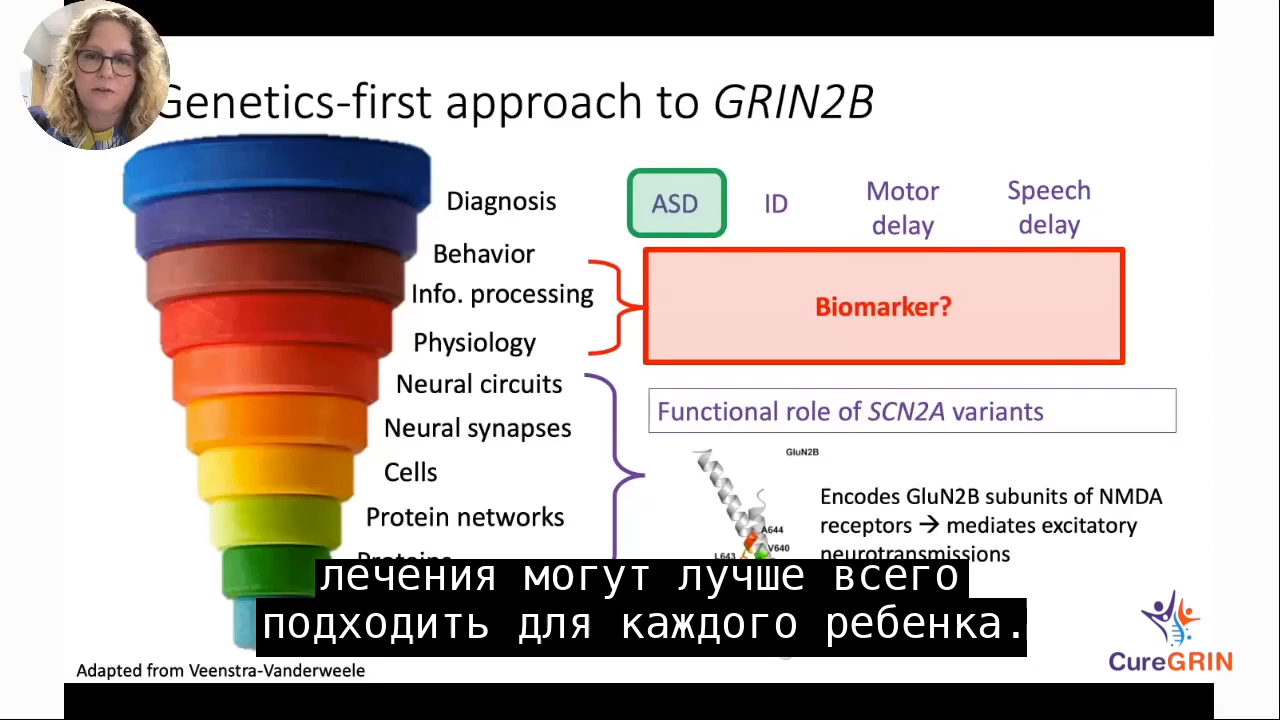 Genetics-first approach to GRIN2B
Diagnosis
ASD
ID
Motor
delay
Speech
delay
Behavior
Info. processing
Physiology
Biomarker?
Neural circuits
Neural synapses
Cells
Protein networks
Proteins
Functional role of SCN2A variants
GluN2B
A644
V640
L643
Encodes GluN2B subunits of NMDA
receptors → mediates excitatory
neurotransmissions
лечения могут лучше всего
подходить для каждого ребенка.
CureGRIN
Adapted from Veenstra-Vanderweele